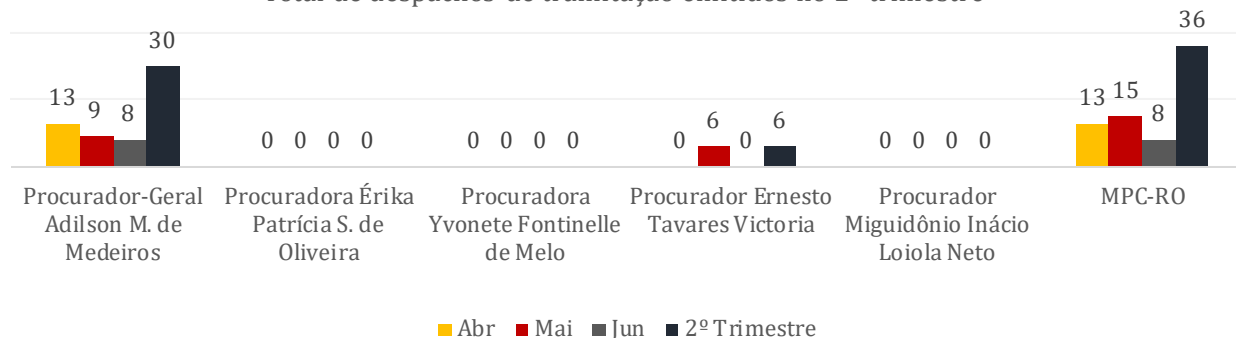 36
30
13
9
8
0 0 0 0
0 0 0 0
0
6
0
6
0 0 0 0
13
15
8
Procurador-Geral
Adilson M. de
Medeiros
Procuradora Érika
Patrícia S. de
Oliveira
Procuradora
Yvonete Fontinelle
de Melo
Procurador Ernesto
Tavares Victoria
Procurador
Miguidônio Inácio
Loiola Neto
MPC-RO
Abr Mai Jun 2º Trimestre